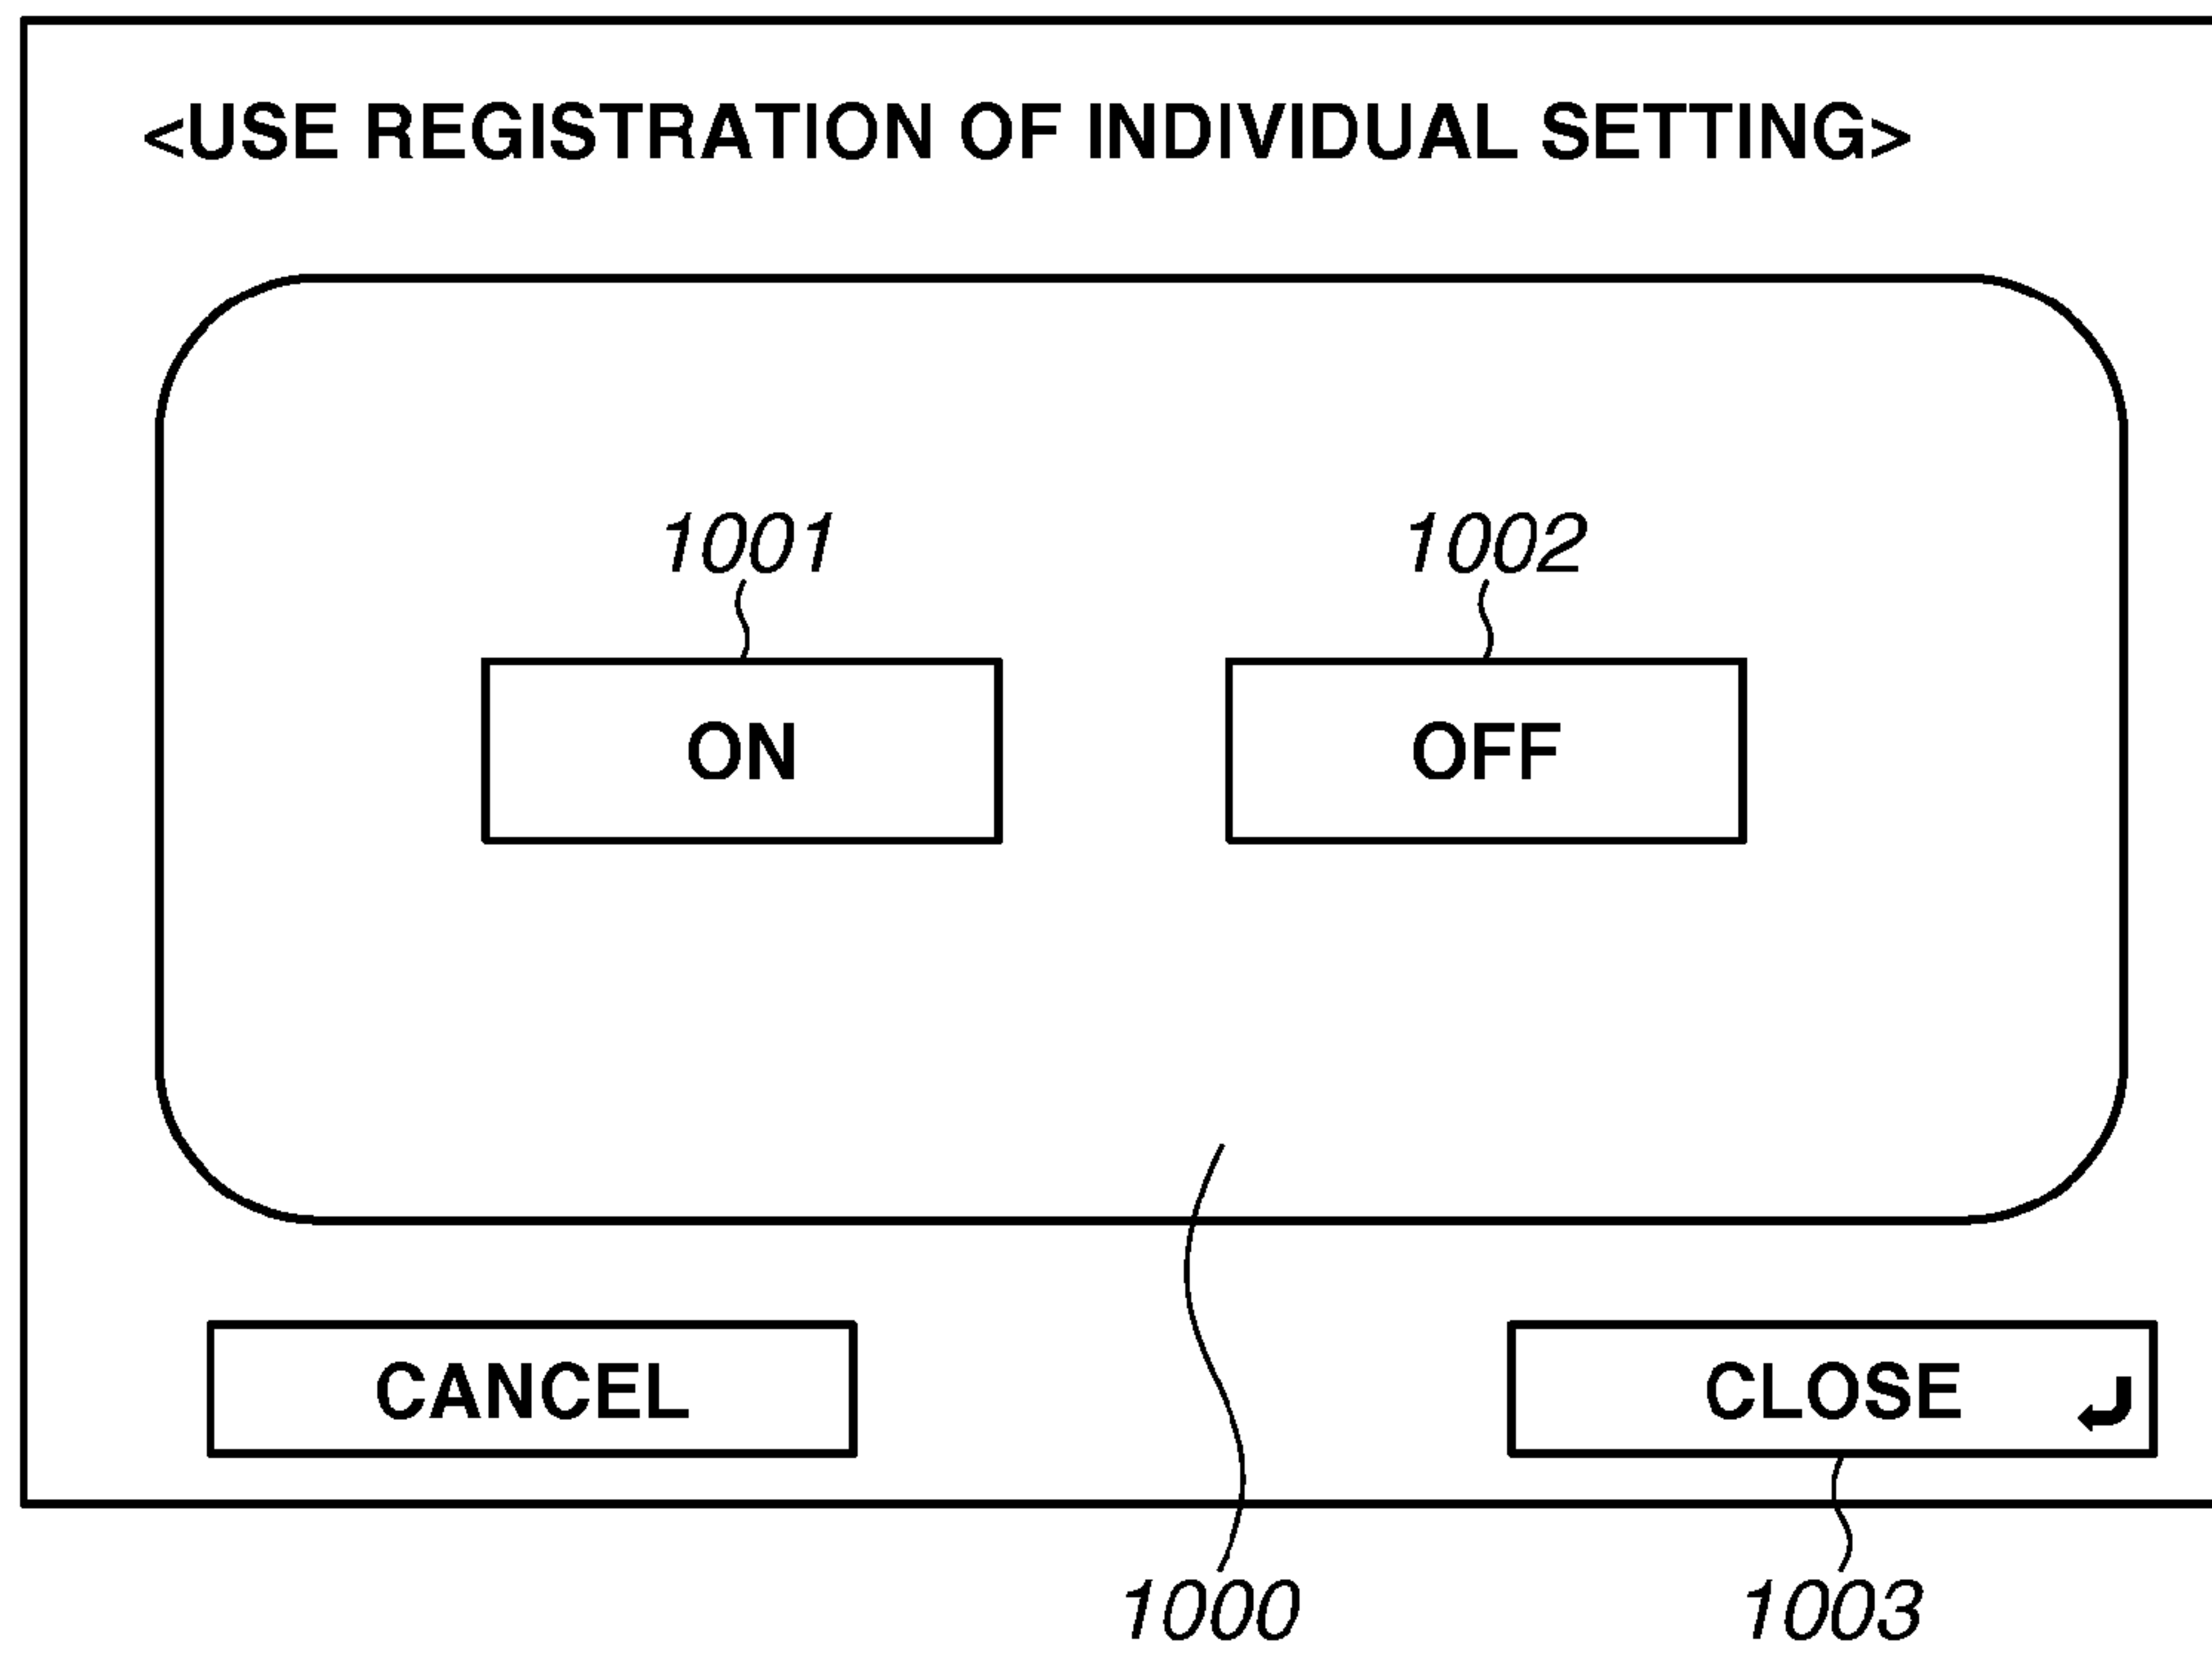 <USE REGISTRATION OF INDIVIDUAL SETTING>
1001 1002
ON OFF
CANCEL CLOSE
1000 1003